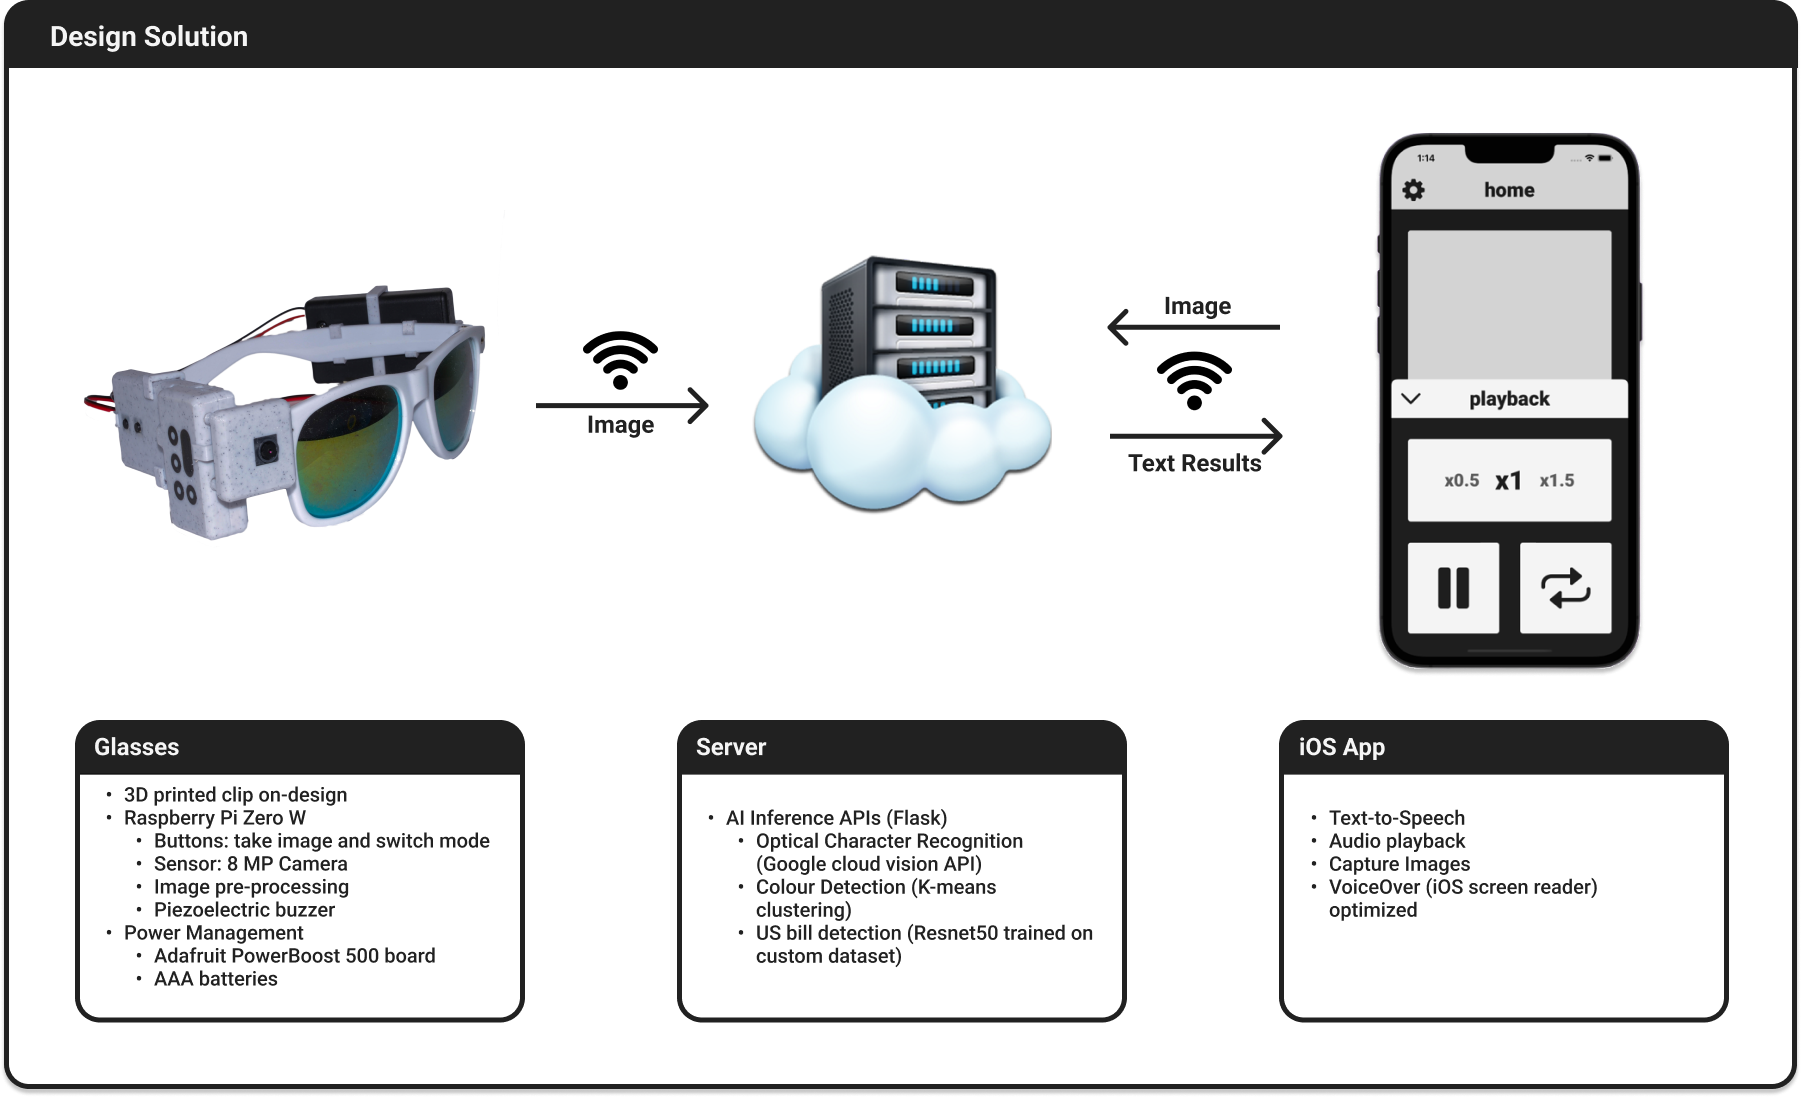 Design Solution
1:14
home
Image
Image
playback
Text Results
x0.5 x1 x1.5
Glasses
• 3D printed clip on-design
• Raspberry Pi Zero W
• Buttons: take image and switch mode
• Sensor: 8 MP Camera
• Image pre-processing
• Piezoelectric buzzer
• Power Management
• Adafruit PowerBoost 500 board
• AAA batteries
Server
• AI Inference APIs (Flask)
• Optical Character Recognition
(Google cloud vision API)
• Colour Detection (K-means
clustering)
• US bill detection (Resnet50 trained on
custom dataset)
iOS App
• Text-to-Speech
• Audio playback
• Capture Images
• VoiceOver (iOS screen reader)
optimized